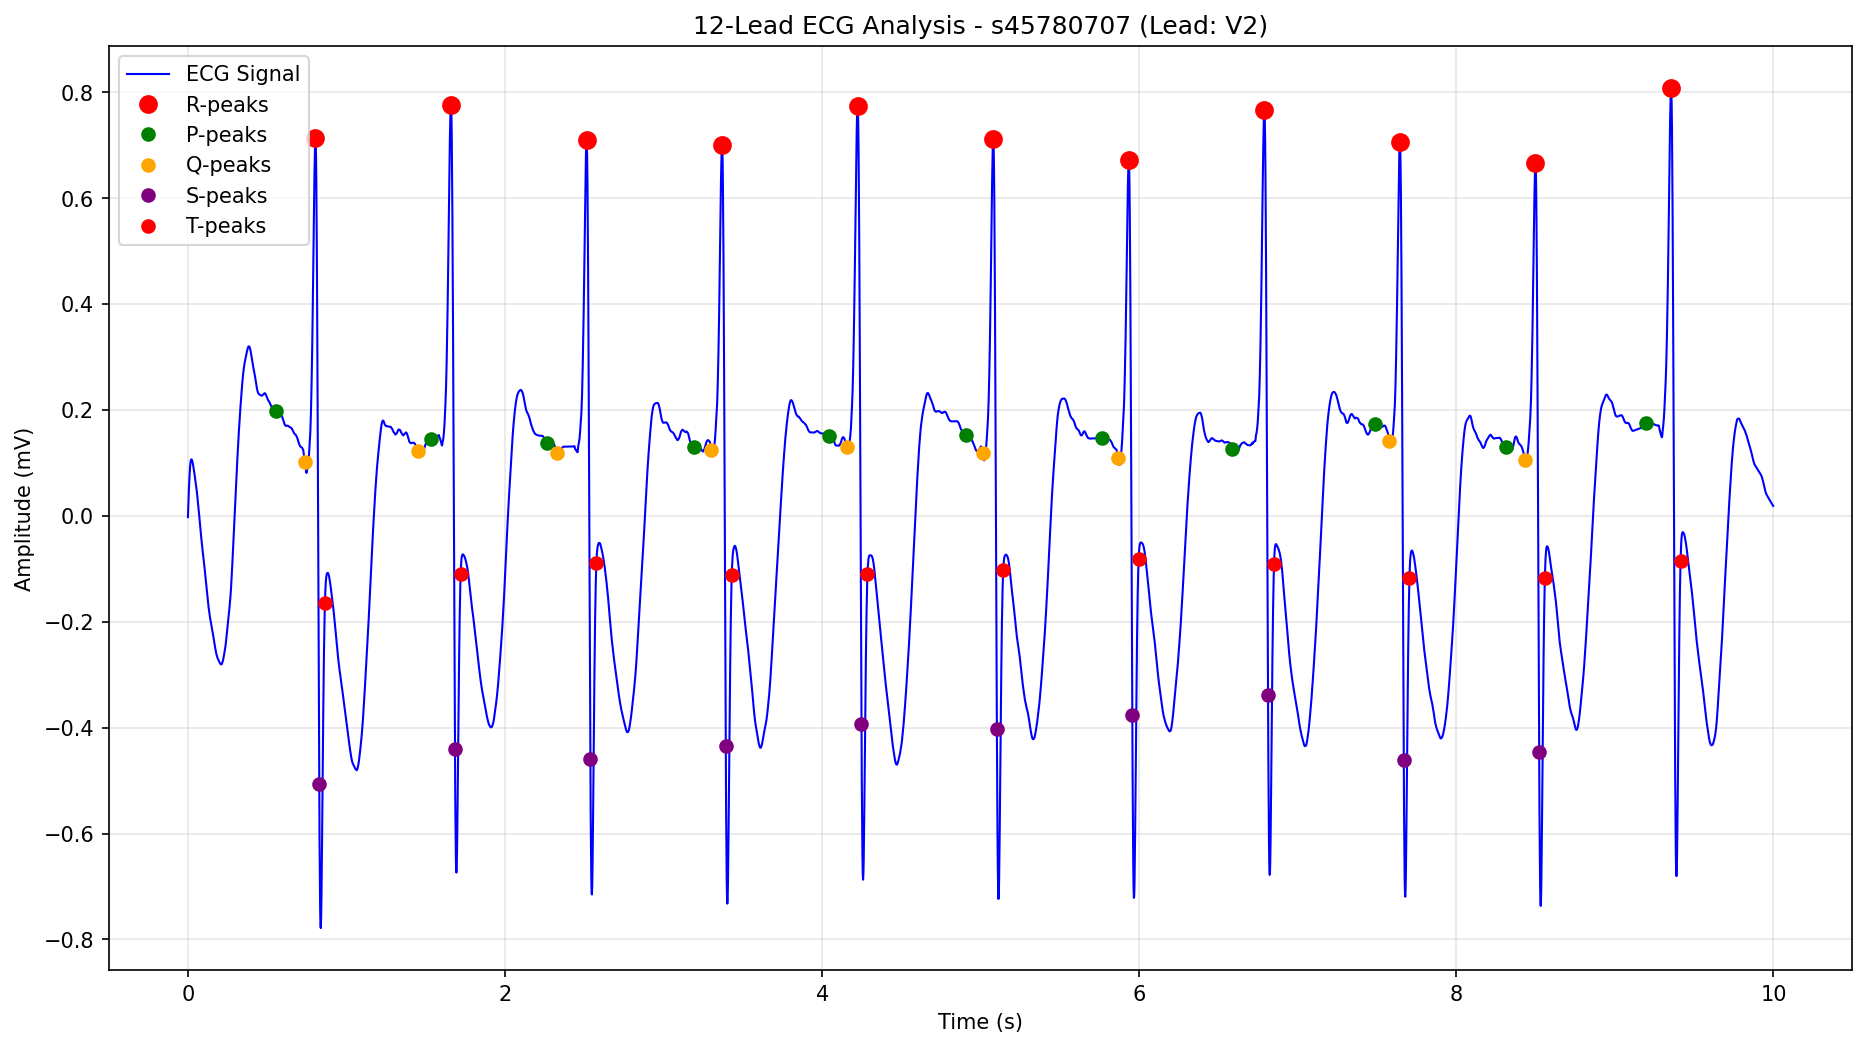 12-Lead ECG Analysis - s45780707 (Lead: V2)
ECG Signal
R-peaks
P-peaks
Q-peaks
S-peaks
T-peaks
Amplitude (mV)
0.8
0.6
0.4
0.2
0.0
−0.2
−0.4
−0.6
−0.8
0 2 4 6 8 10
Time (s)